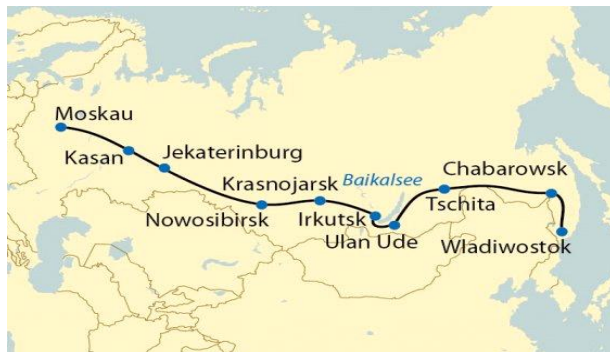 Moskau
Kasan
Jekaterinburg
Krasnojarsk
Baikalsee
Chabarowsk
Nowosibirsk
Irkutsk
Tschita
Ulan Ude
Wladiwostok